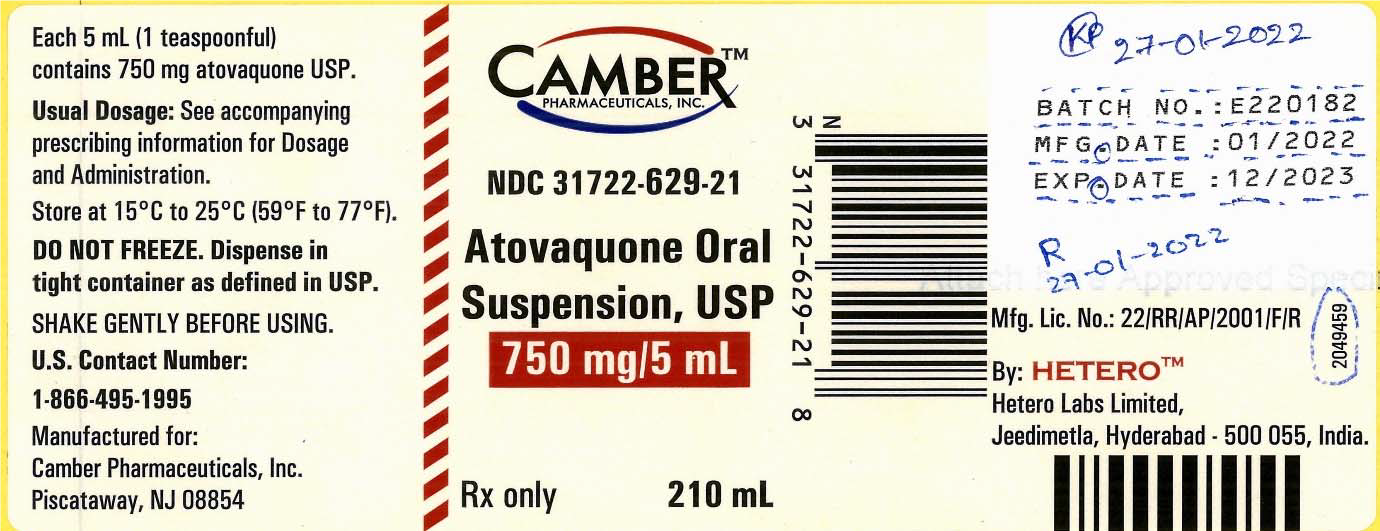 Each 5 mL (1 teaspoonful)
contains 750 mg atovaquone USP.
Usual Dosage: See accompanying
prescribing information for Dosage
and Administration.
Store at 15°C to 25°C (59°F to 77°F).
DO NOT FREEZE. Dispense in
tight container as defined in USP.
SHAKE GENTLY BEFORE USING.
U.S. Contact Number:
1-866-495-1995
Manufactured for:
Camber Pharmaceuticals, Inc.
Piscataway, NJ 08854
CAMBER™
PHARMACEUTICALS, INC.
NDC 31722-629-21
Atovaquone Oral
Suspension, USP
750 mg/5 mL
Rx only 210 mL
N
3 31722-629-21 8
KP 27-01-2022
BATCH NO.:E220182
MFG.DATE :01/2022
EXP.DATE :12/2023
R
27-01-2022
Attach Approved
Mfg. Lic. No.: 22/RR/AP/2001/F/R
2049459
By: HETERO™
Hetero Labs Limited,
Jeedimetla, Hyderabad - 500 055, India.